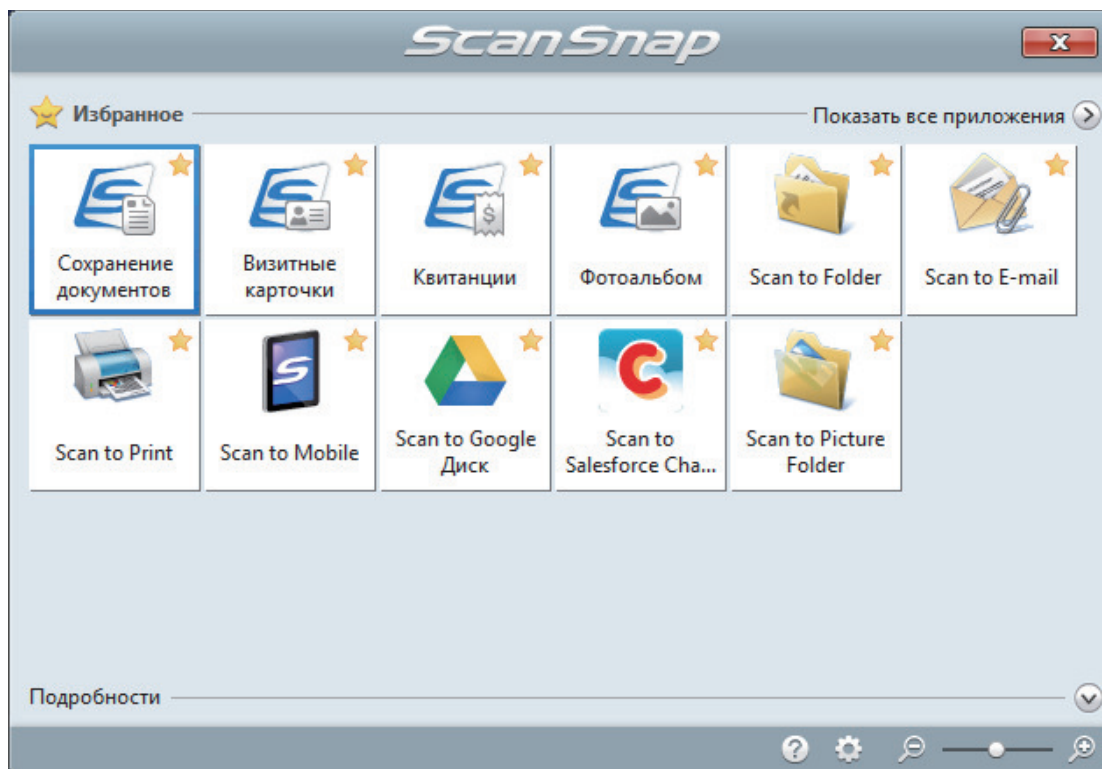 ScanSnap
Избранное
Показать все приложения
Сохранение
документов
Визитные
карточки
Квитанции
Фотоальбом
Scan to Folder
Scan to E-mail
Scan to Print
Scan to Mobile
Scan to Google
Диск
Scan to
Salesforce Cha...
Scan to Picture
Folder
Подробности